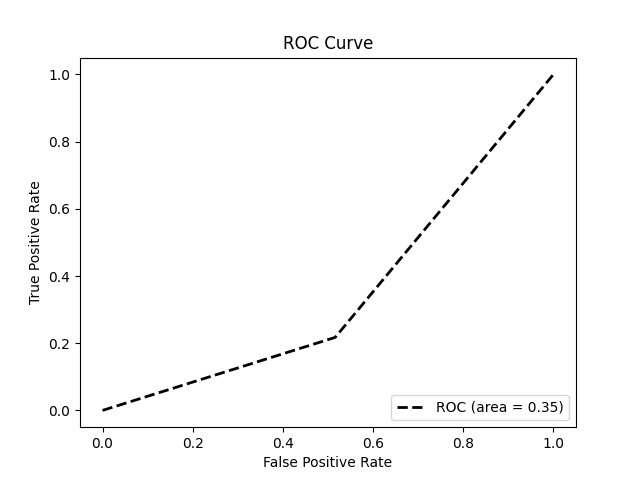 ROC Curve
True Positive Rate
1.0
0.8
0.6
0.4
0.2
0.0
ROC (area = 0.35)
0.0 0.2 0.4 0.6 0.8 1.0
False Positive Rate